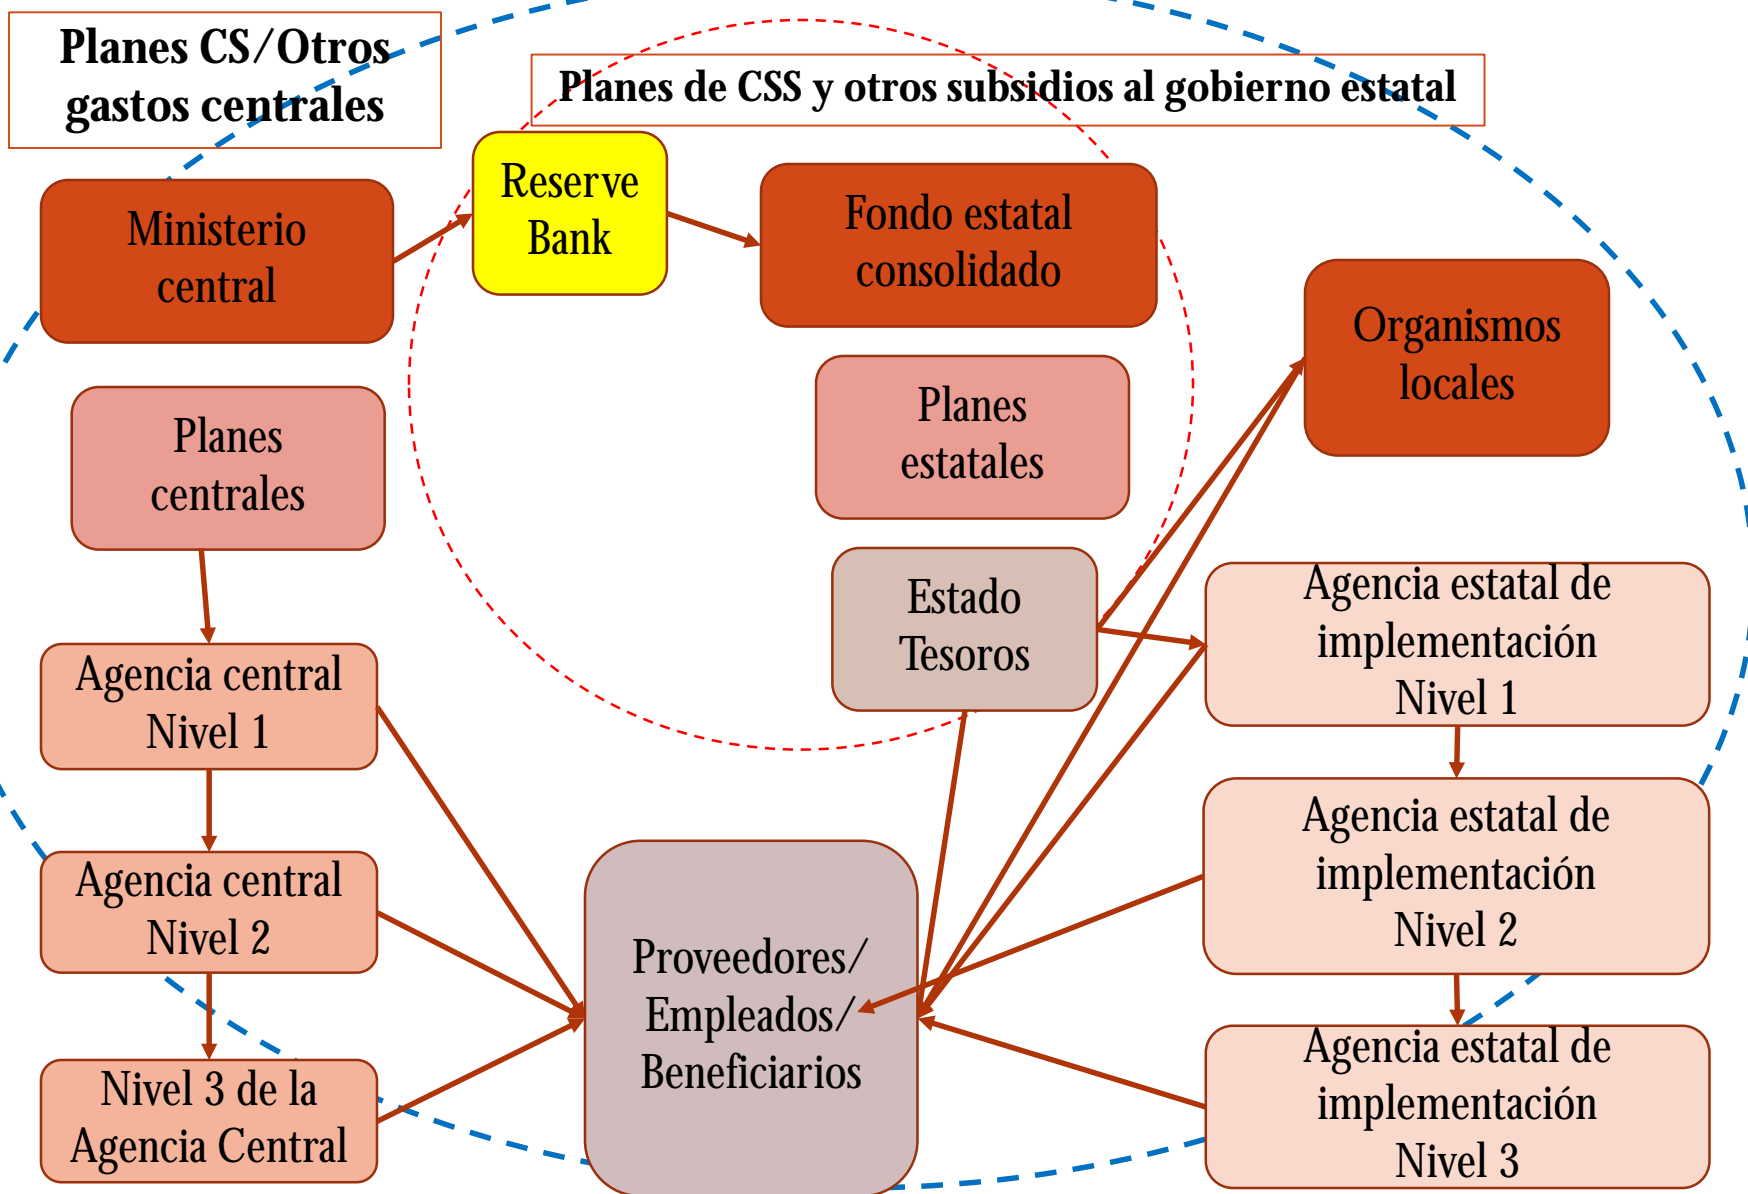 Planes CS/Otros
gastos centrales
Planes de CSS y otros subsidios al gobierno estatal
Reserve
Bank
Ministerio
central
Fondo estatal
consolidado
Organismos
locales
Planes
centrales
Planes
estatales
Estado
Tesoros
Agencia estatal de
implementación
Nivel 1
Agencia central
Nivel 1
Agencia estatal de
implementación
Nivel 2
Agencia central
Nivel 2
Proveedores/
Empleados/
Beneficiarios
Nivel 3 de la
Agencia Central
Agencia estatal de
implementación
Nivel 3